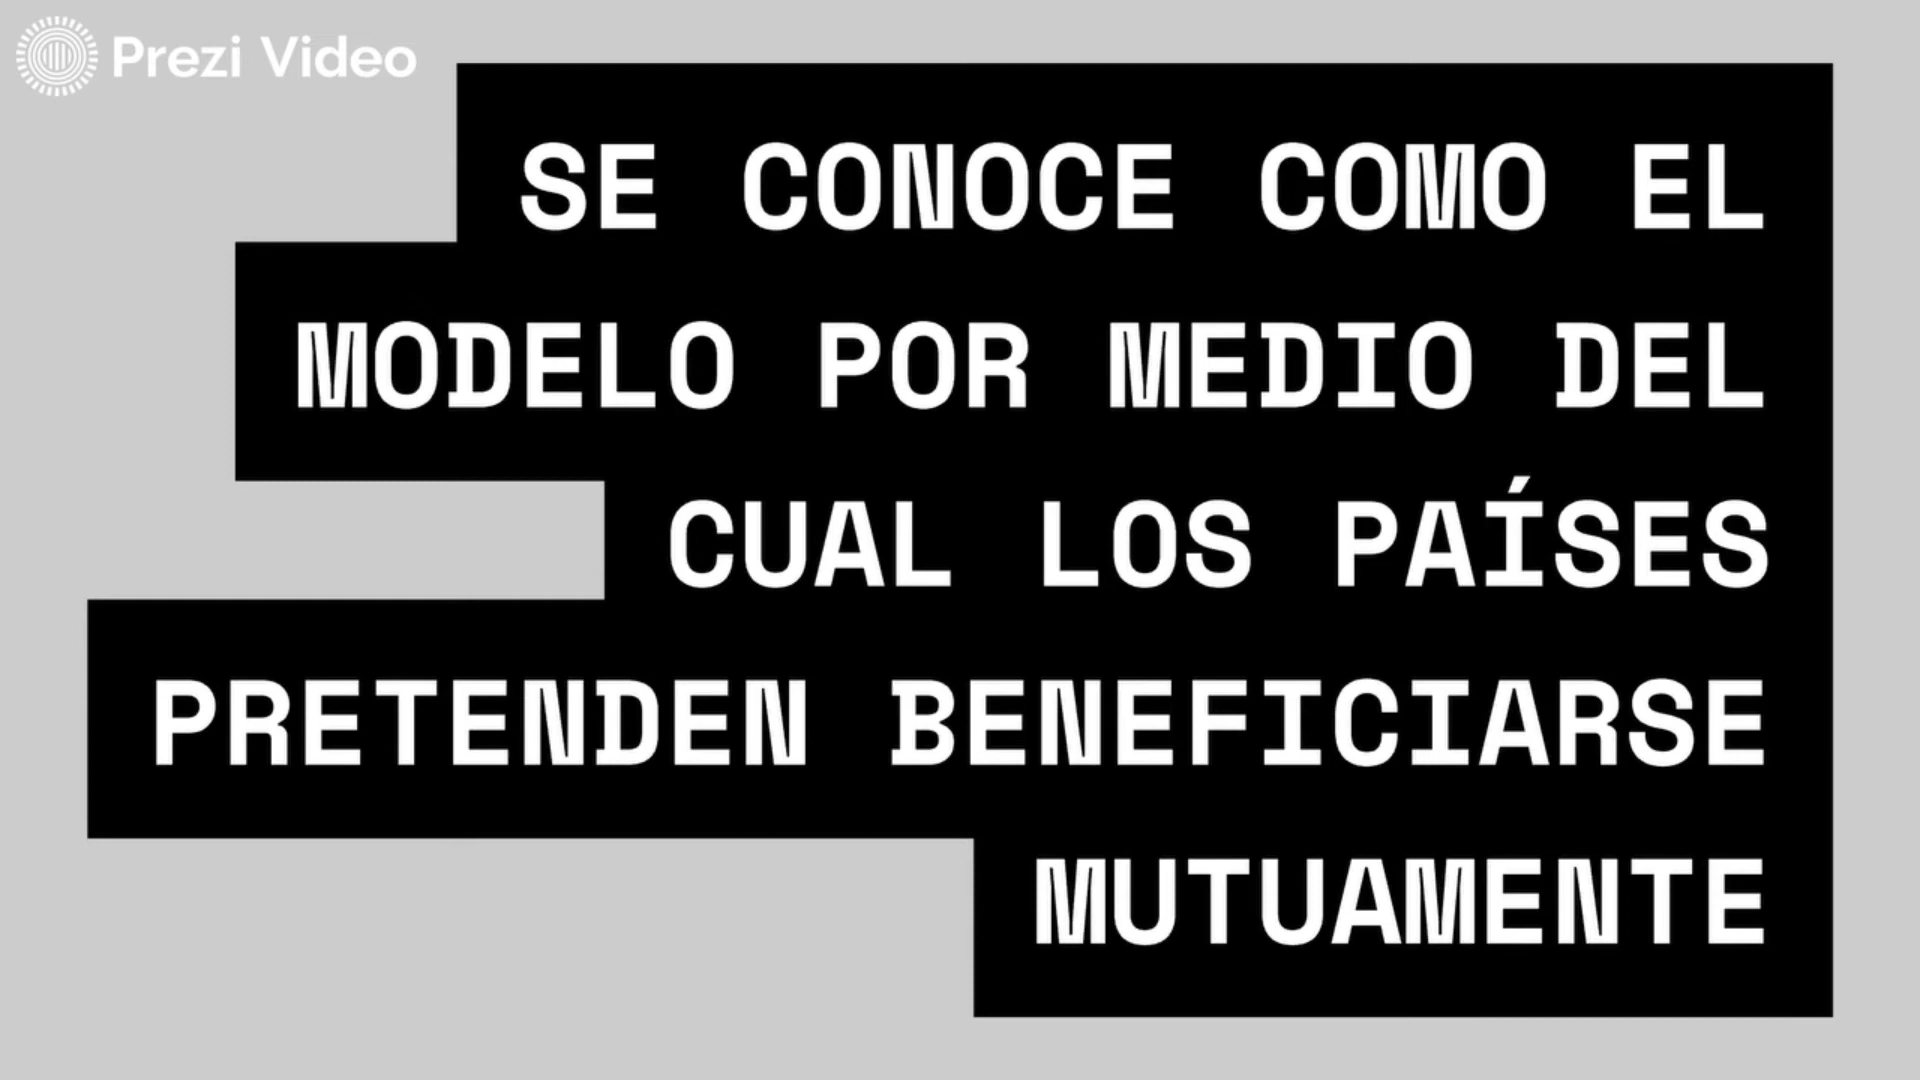 Prezi Video
SE CONOCE COMO EL
MODELO POR MEDIO DEL
CUAL LOS PAÍSES
PRETENDEN BENEFICIARSE
MUTUAMENTE